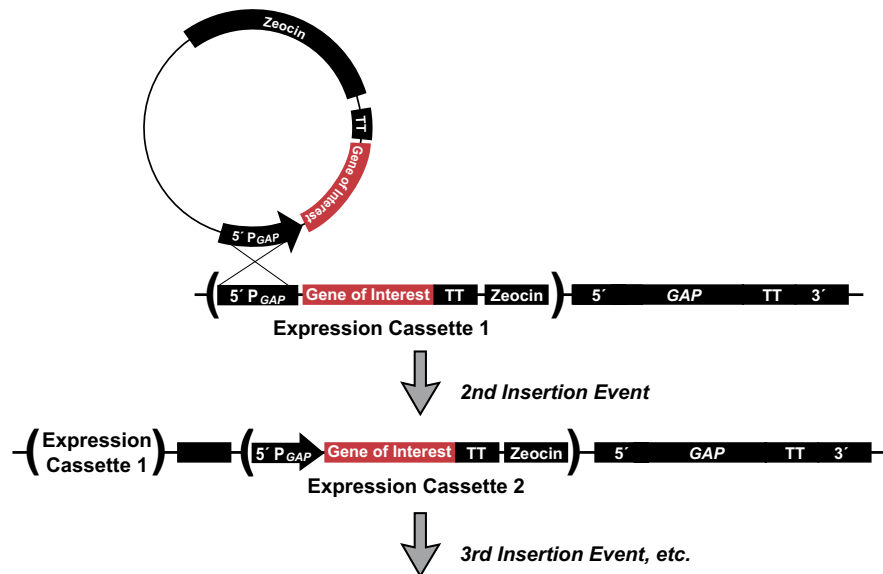 Zeocin
TT
Gene of Interest
5´ PGAP
( 5´ PGAP Gene of Interest TT Zeocin ) 5´ GAP TT 3´
Expression Cassette 1
2nd Insertion Event
( Expression
Cassette 1 ) ( 5´ PGAP Gene of Interest TT Zeocin ) 5´ GAP TT 3´
Expression Cassette 2
3rd Insertion Event, etc.